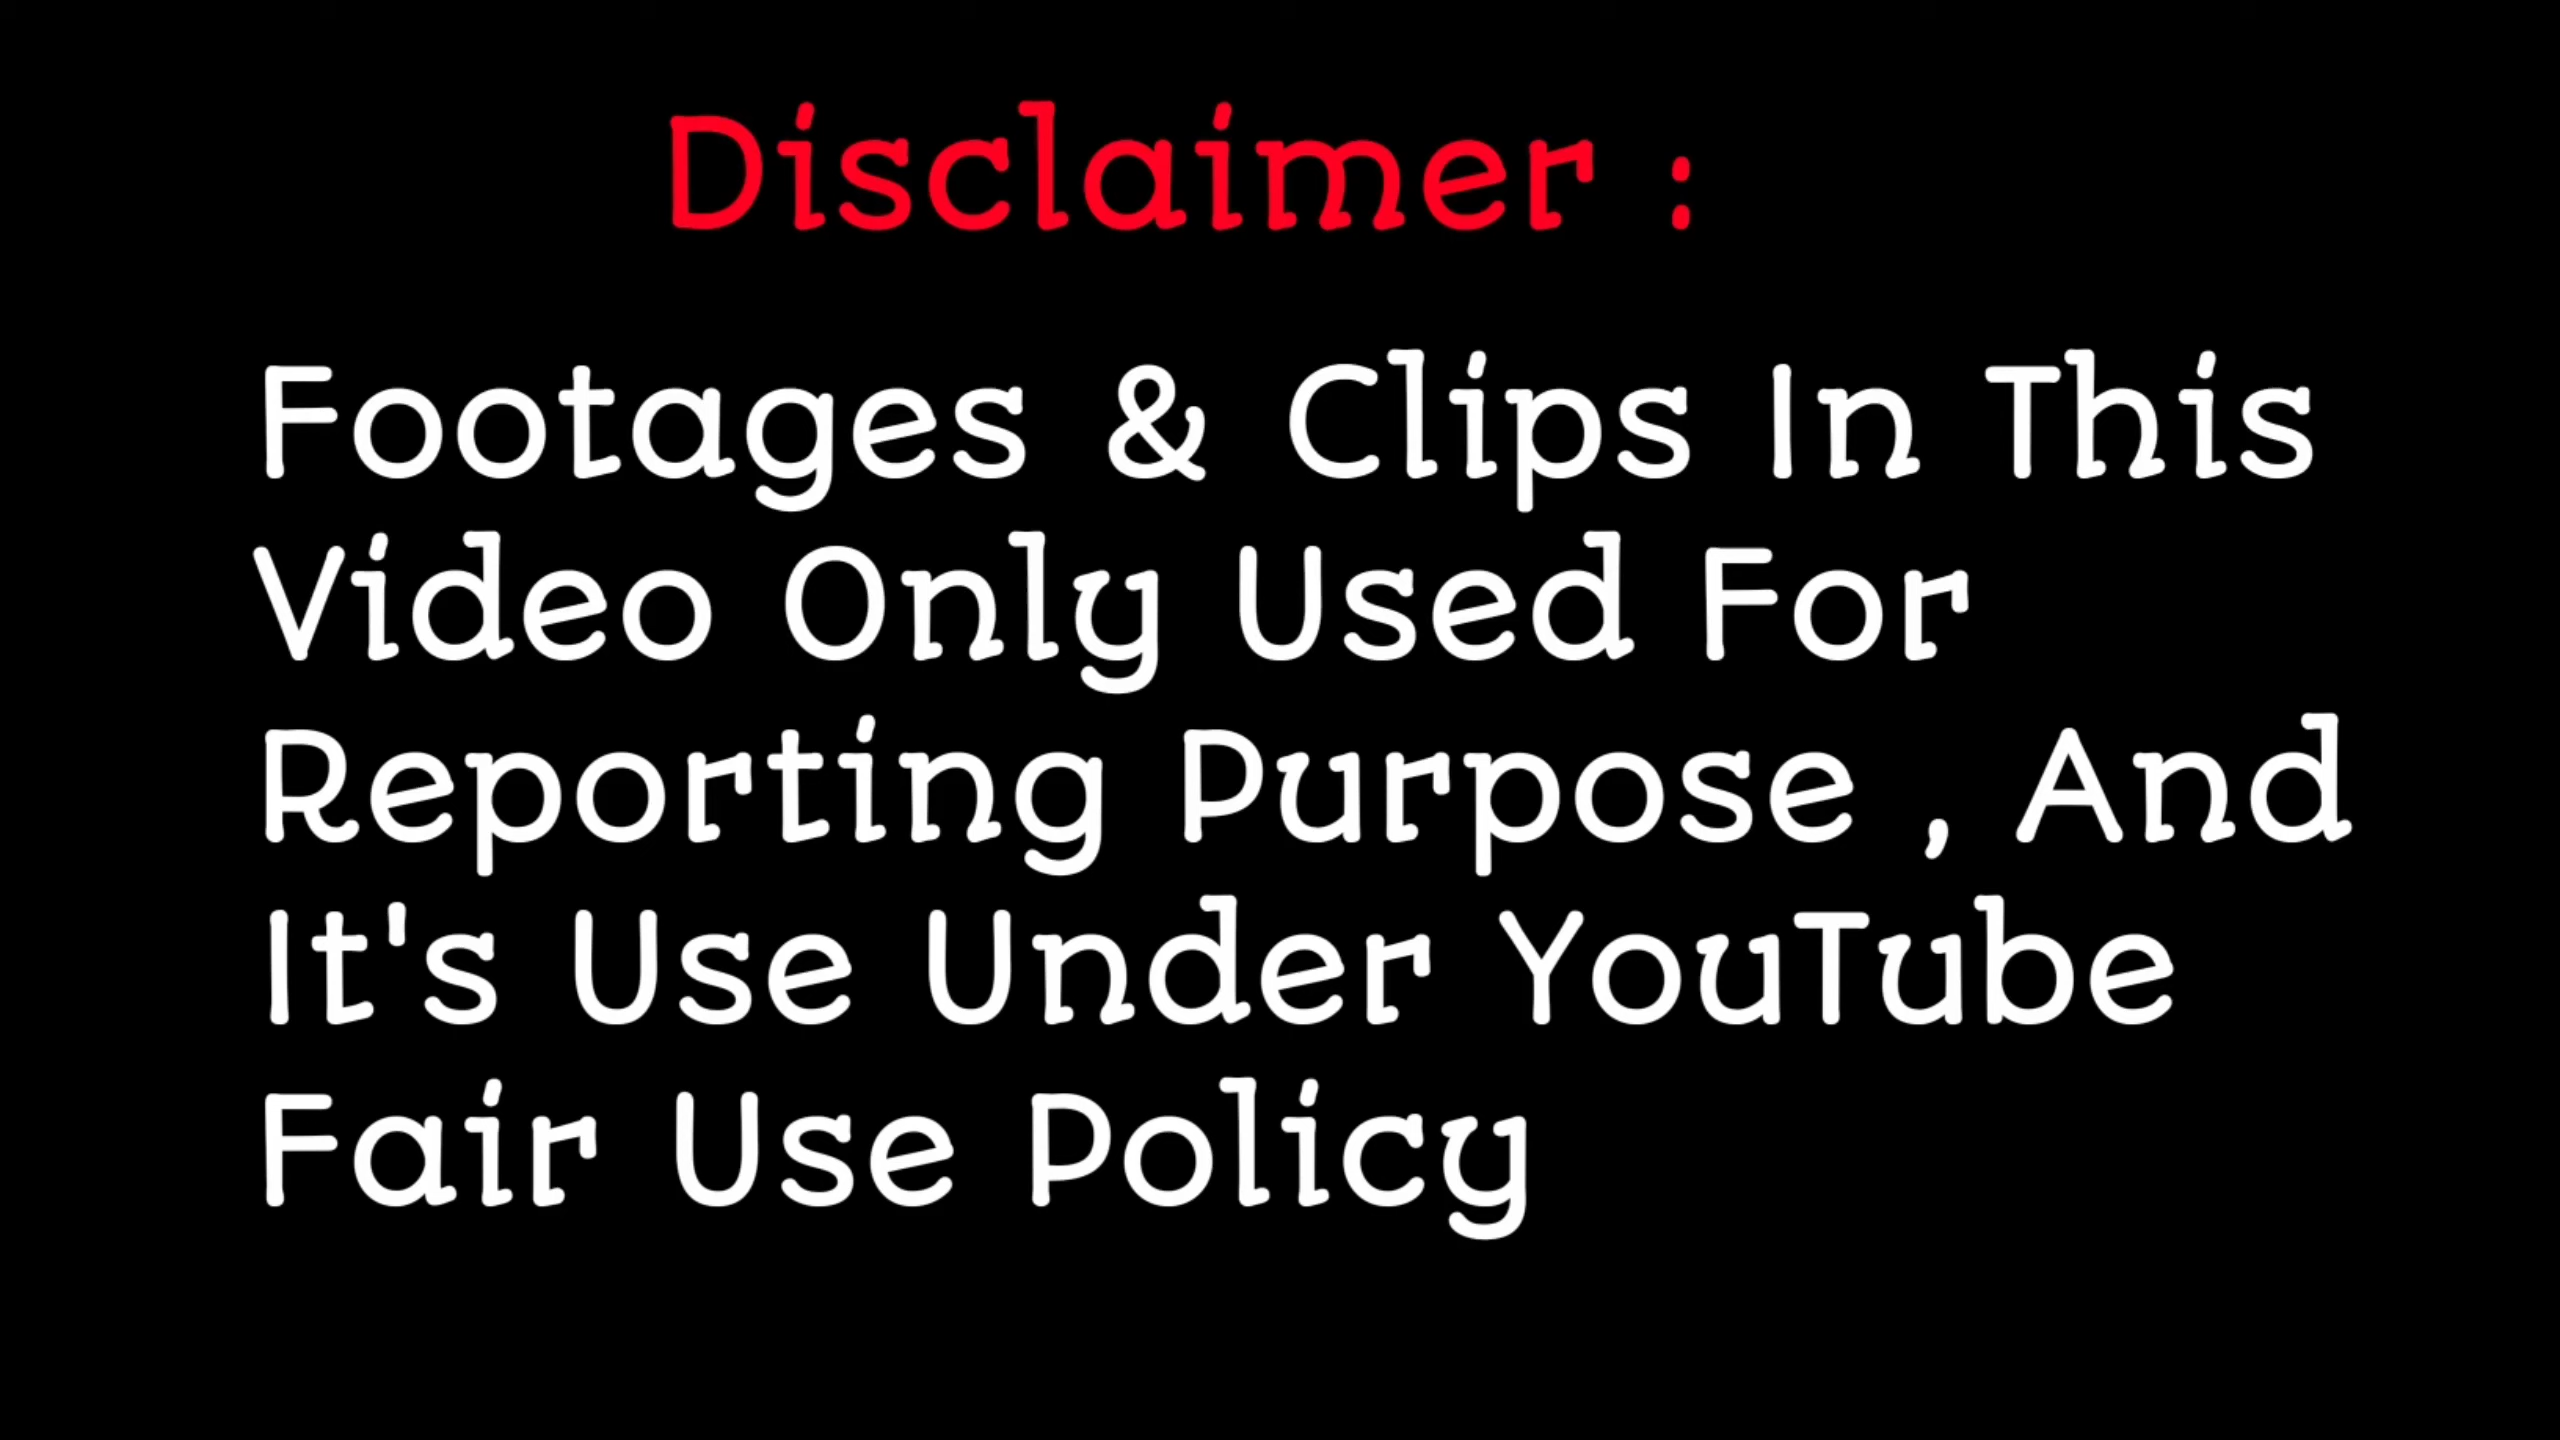 Disclaimer :
Footages & Clips In This
Video Only Used For
Reporting Purpose , And
It's Use Under YouTube
Fair Use Policy